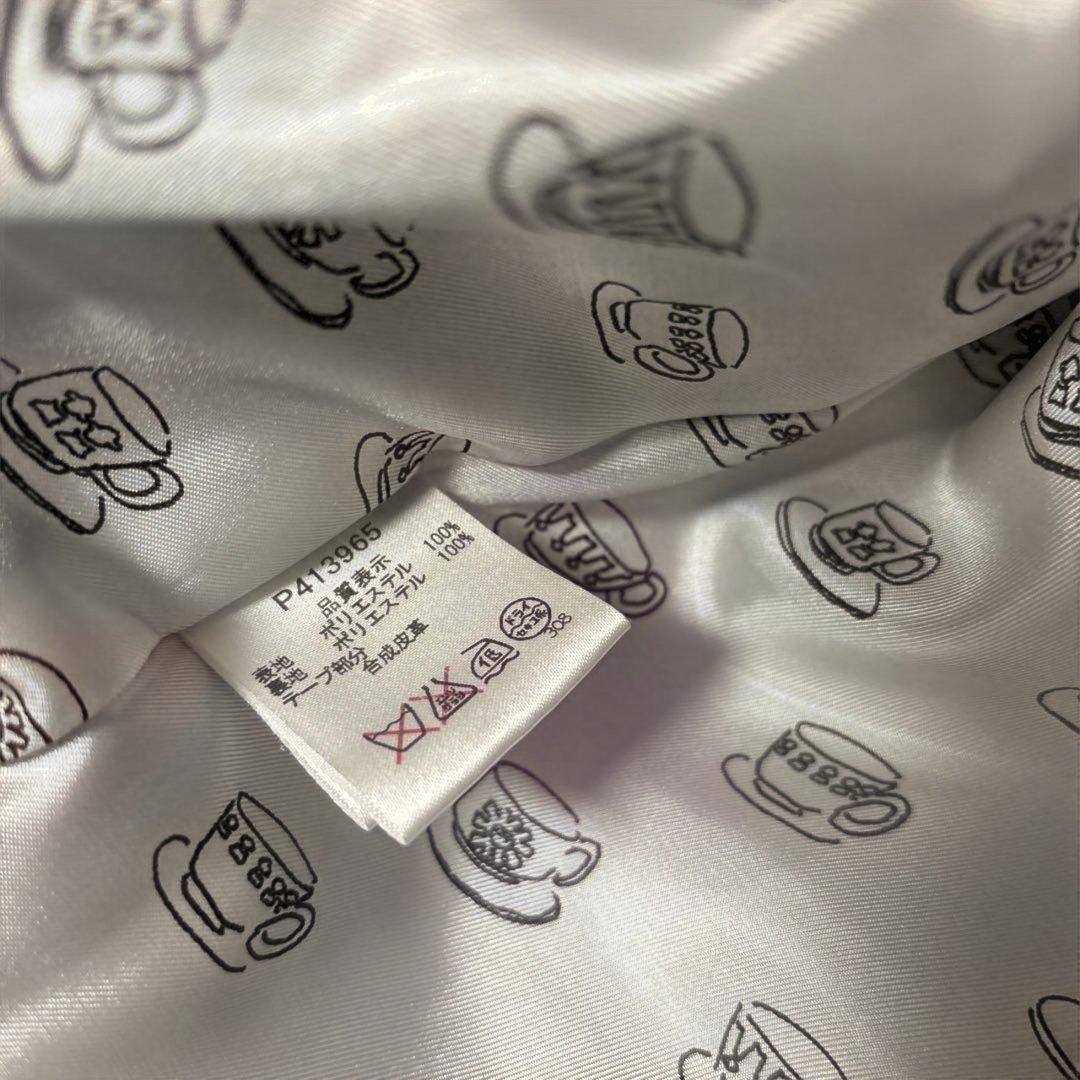 P413965
品質表示
表地 ポリエステル 100%
裏地 ポリエステル 100%
テープ部分 合成皮革
低
ドライ
308